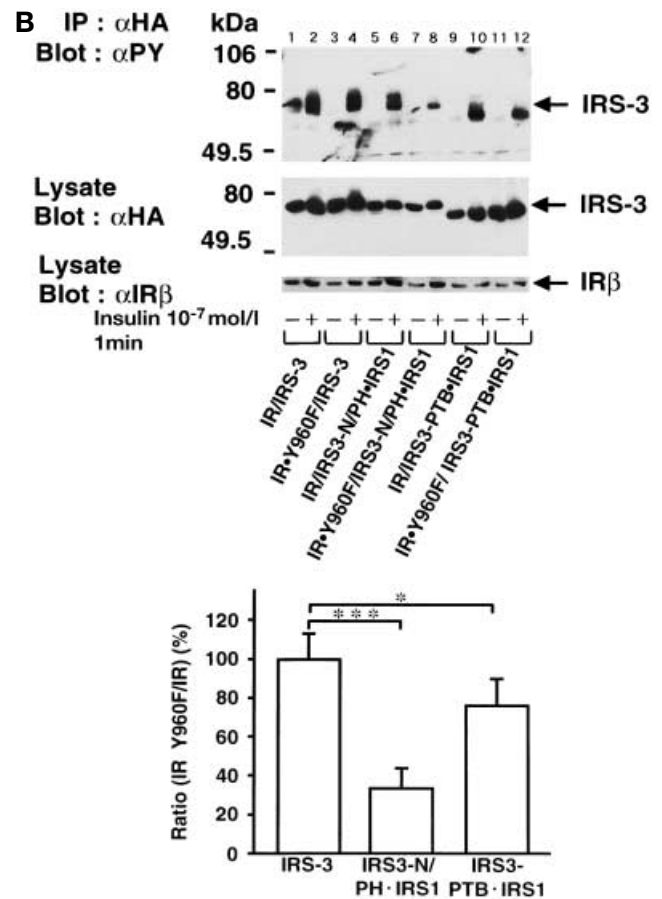 B IP : αHA kDa 1 2 3 4 5 6 7 8 9 10 11 12
Blot : αPY 106
80
IRS-3
49.5
Lysate
Blot : αHA
80
IRS-3
49.5
Lysate
Blot : αIRβ
IRβ
Insulin 10-7 mol/l − + − + − + − + − + − +
1min
IR/IRS-3
IR•Y960F/IRS-3
IR/IRS3-N/PH•IRS1
IR•Y960F/IRS3-N/PH•IRS1
IR/IRS3-PTB•IRS1
IR•Y960F/ IRS3-PTB•IRS1
Ratio (IR Y960F/IR) (%)
120
100
80
60
40
20
0
*
***
IRS-3
IRS3-N/
PH · IRS1
IRS3-
PTB · IRS1